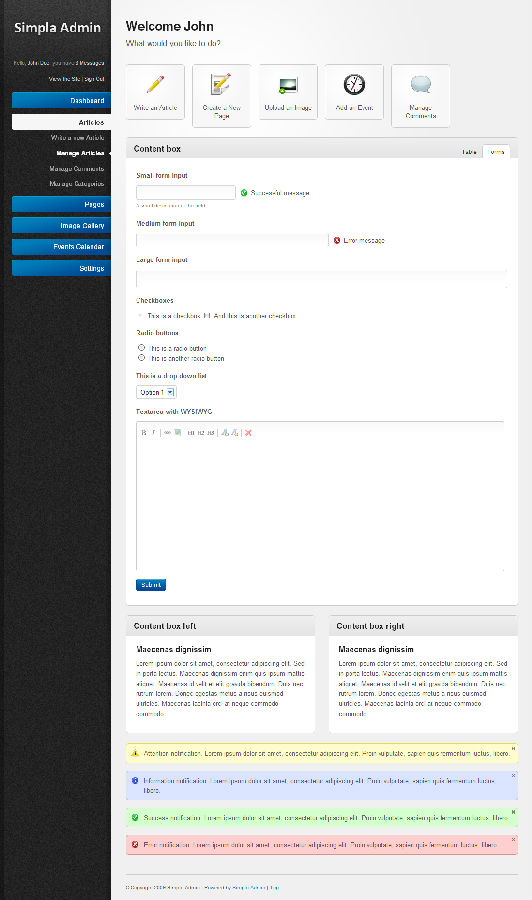 Simpla Admin
Hello, John Doe, you have 3 Messages
View the Site | Sign Out
Dashboard
Articles
Write a new Article
Manage Articles
Manage Comments
Manage Categories
Pages
Image Gallery
Events Calendar
Settings
Welcome John
What would you like to do?
Write an Article
Create a New
Page
Upload an Image
Add an Event
Manage
Comments
Content box
Table
Forms
Small form input
Successful message
Medium form input
Error message
Large form input
Checkboxes
This is a checkbox And this is another checkbox
Radio buttons
This is a radio button
This is another radio button
This is a drop down list
Option 1
Textarea with WYSIWYG
B I H1 H2 H3
Submit
Content box left
Maecenas dignissim
Lorem ipsum dolor sit amet, consectetur adipiscing elit. Sed
in porta lectus. Maecenas dignissim enim quis ipsum mattis
aliquet. Maecenas id velit et elit gravida bibendum. Duis nec
rutrum lorem. Donec egestas metus a risus euismod
ultricies. Maecenas lacinia orci at neque commodo
commodo.
Content box right
Maecenas dignissim
Lorem ipsum dolor sit amet, consectetur adipiscing elit. Sed
in porta lectus. Maecenas dignissim enim quis ipsum mattis
aliquet. Maecenas id velit et elit gravida bibendum. Duis nec
rutrum lorem. Donec egestas metus a risus euismod
ultricies. Maecenas lacinia orci at neque commodo
commodo.
Attention notification. Lorem ipsum dolor sit amet, consectetur adipiscing elit. Proin vulputate, sapien quis fermentum luctus, libero.
Information notification. Lorem ipsum dolor sit amet, consectetur adipiscing elit. Proin vulputate, sapien quis fermentum luctus,
libero.
Success notification. Lorem ipsum dolor sit amet, consectetur adipiscing elit. Proin vulputate, sapien quis fermentum luctus, libero.
Error notification. Lorem ipsum dolor sit amet, consectetur adipiscing elit. Proin vulputate, sapien quis fermentum luctus, libero.
© Copyright 2009 Simpla Admin | Powered by Simpla Admin | Top